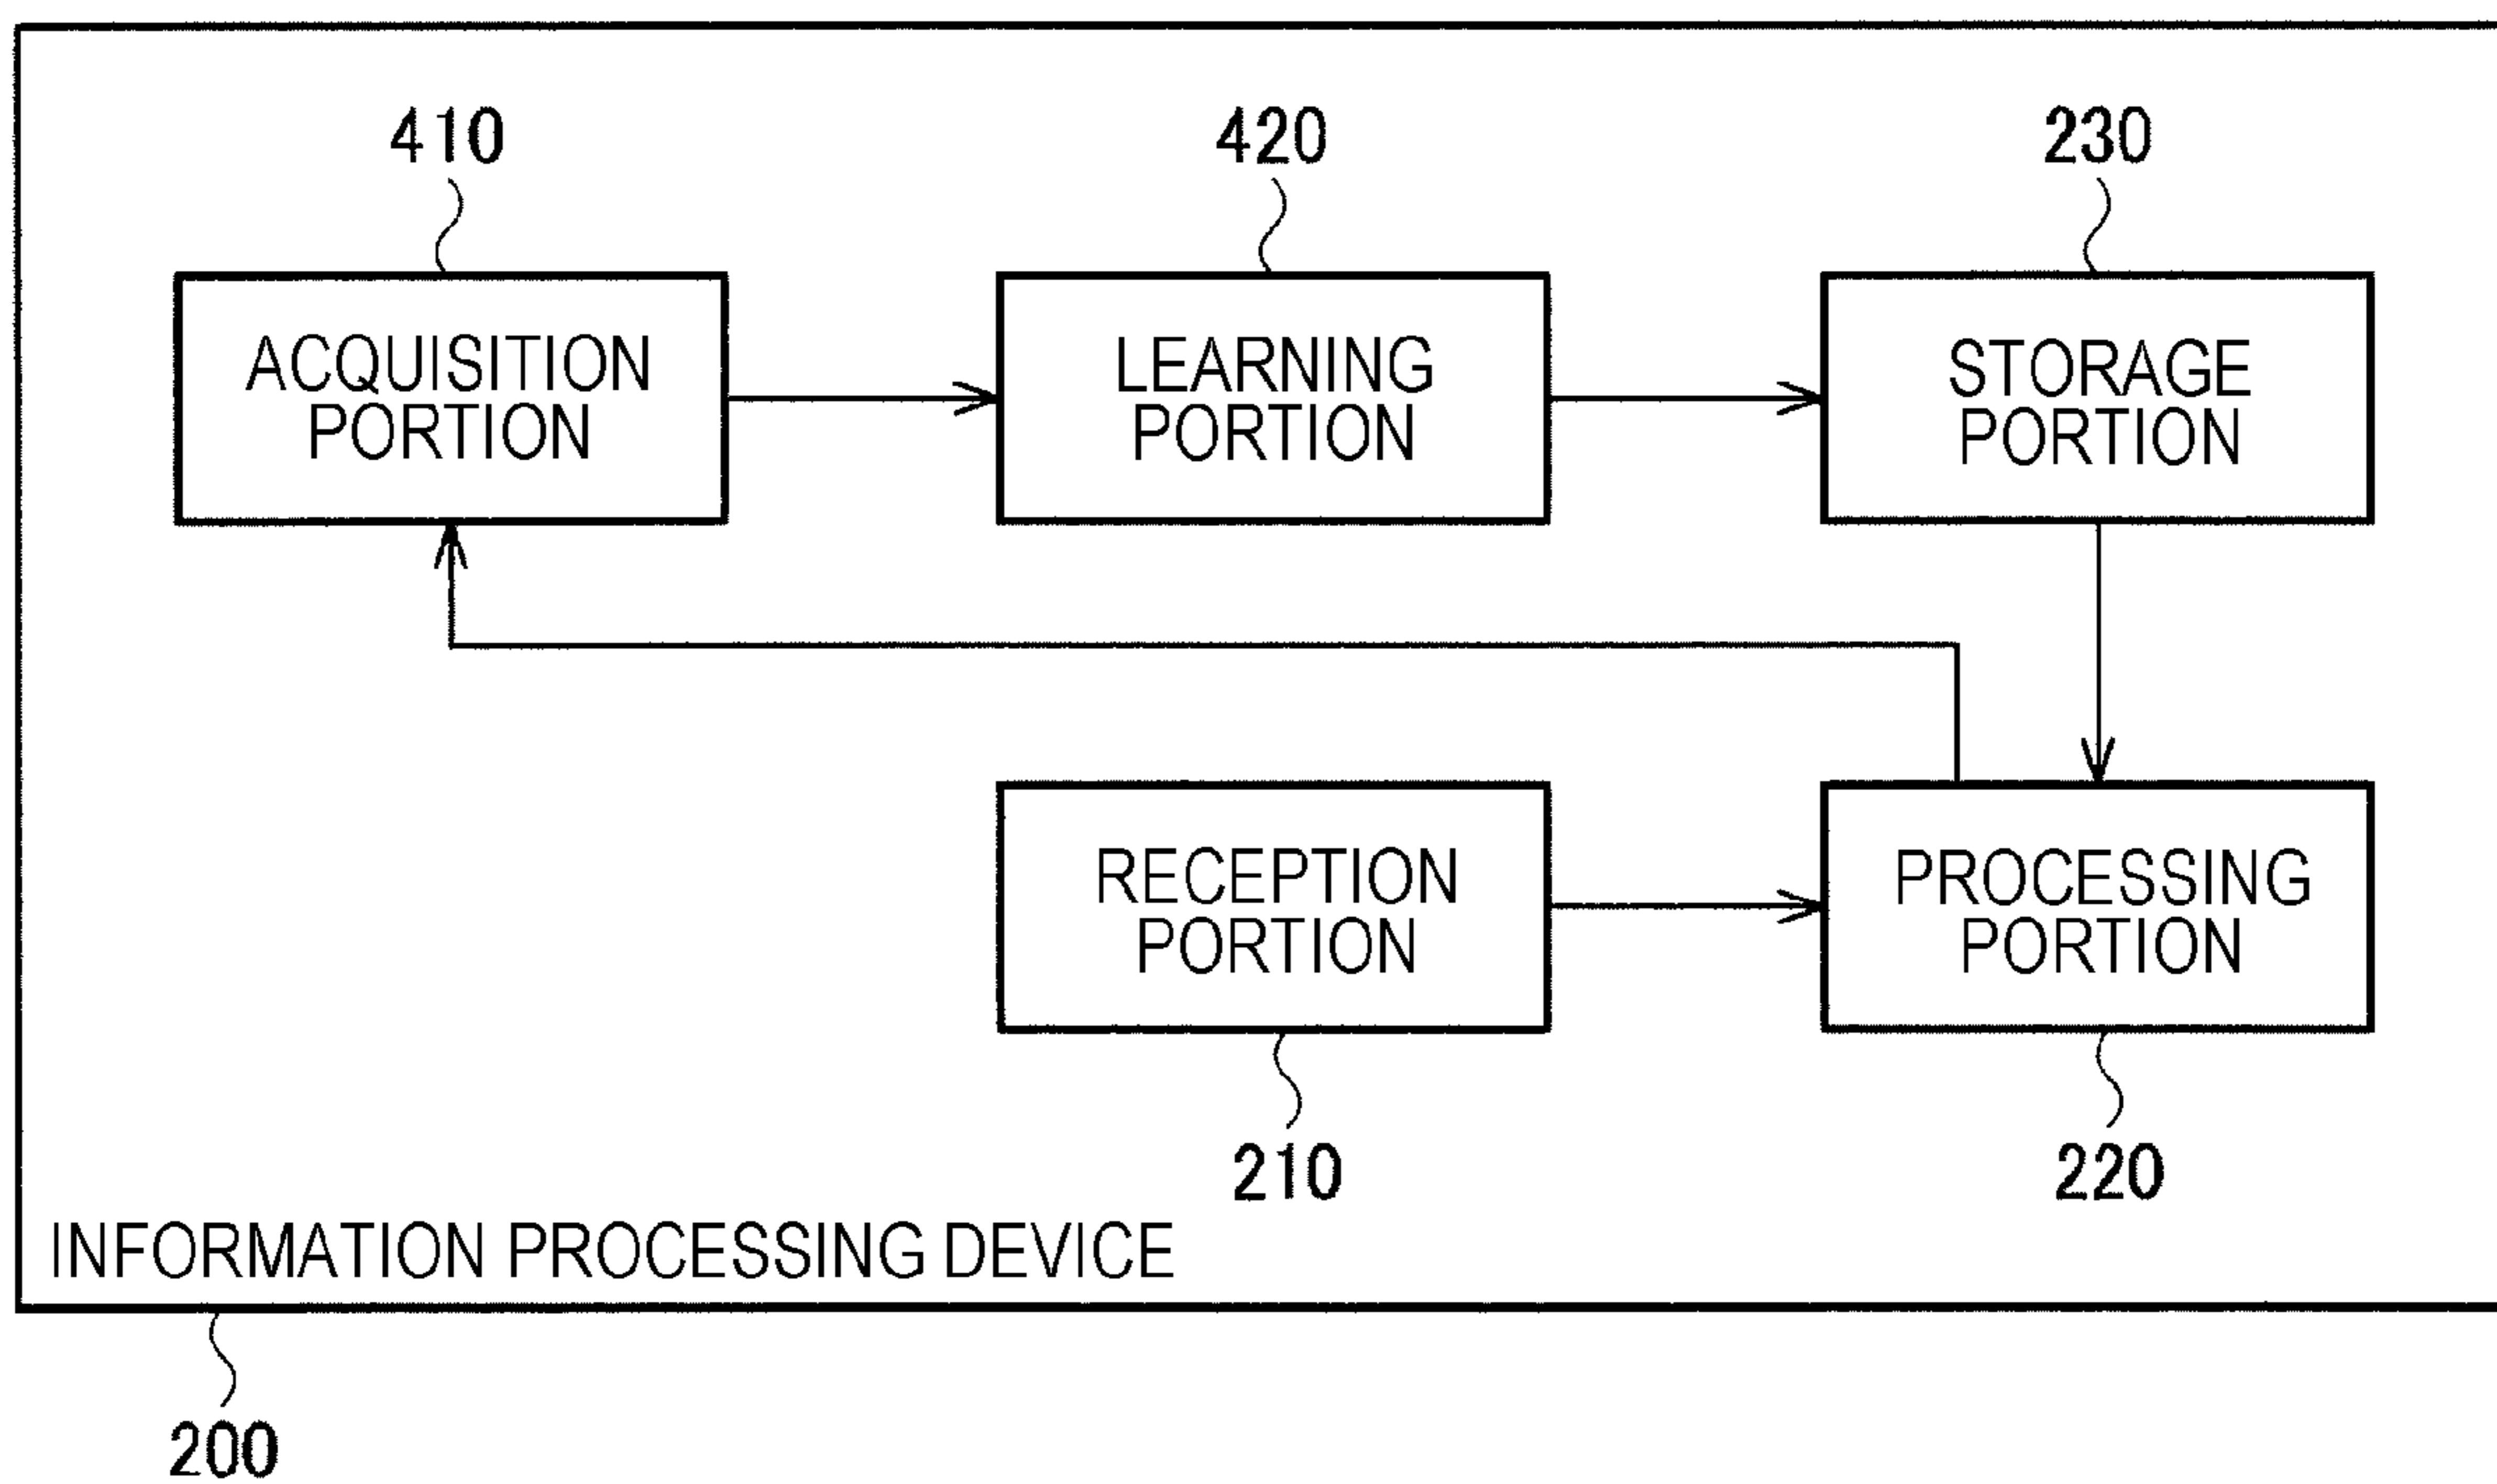 410
420
230
ACQUISITION
PORTION
LEARNING
PORTION
STORAGE
PORTION
RECEPTION
PORTION
PROCESSING
PORTION
210
220
INFORMATION PROCESSING DEVICE
200